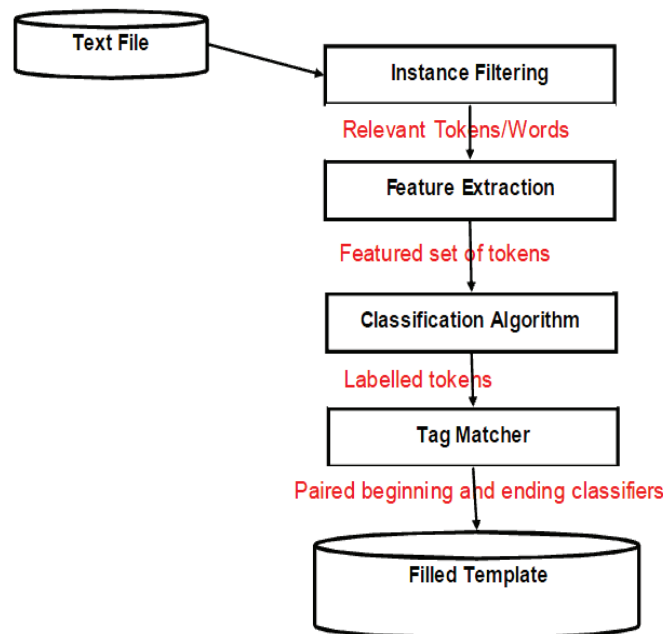 Text File
Instance Filtering
Relevant Tokens/Words
Feature Extraction
Featured set of tokens
Classification Algorithm
Labelled tokens
Tag Matcher
Paired beginning and ending classifiers
Filled Template